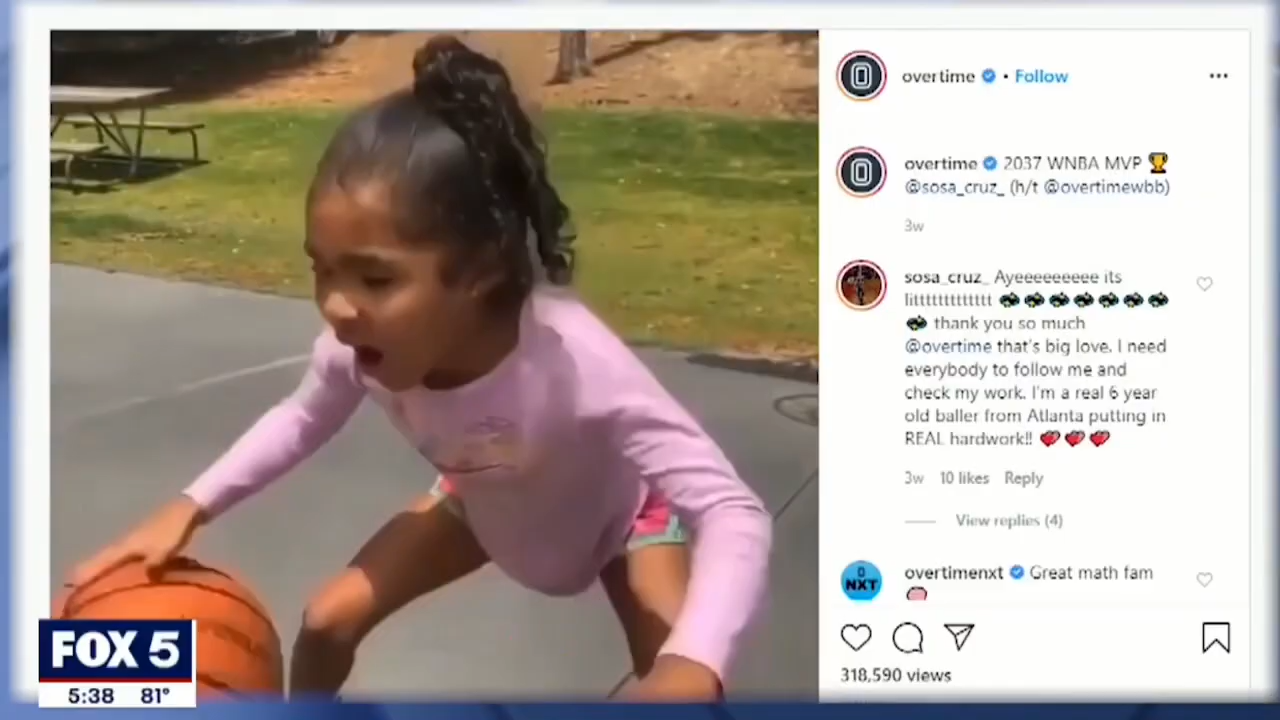 overtime • Follow
overtime 2037 WNBA MVP
@sosa_cruz_ (h/t @overtimewbb)
3w
sosa_cruz_ Ayeeeeeeeee its
litttttttttttttt
thank you so much
@overtime that's big love. I need
everybody to follow me and
check my work. I'm a real 6 year
old baller from Atlanta putting in
REAL hardwork!!
3w 10 likes Reply
View replies (4)
NXT
overtimenxt Great math fam
318,590 views
FOX 5
5:38 81°